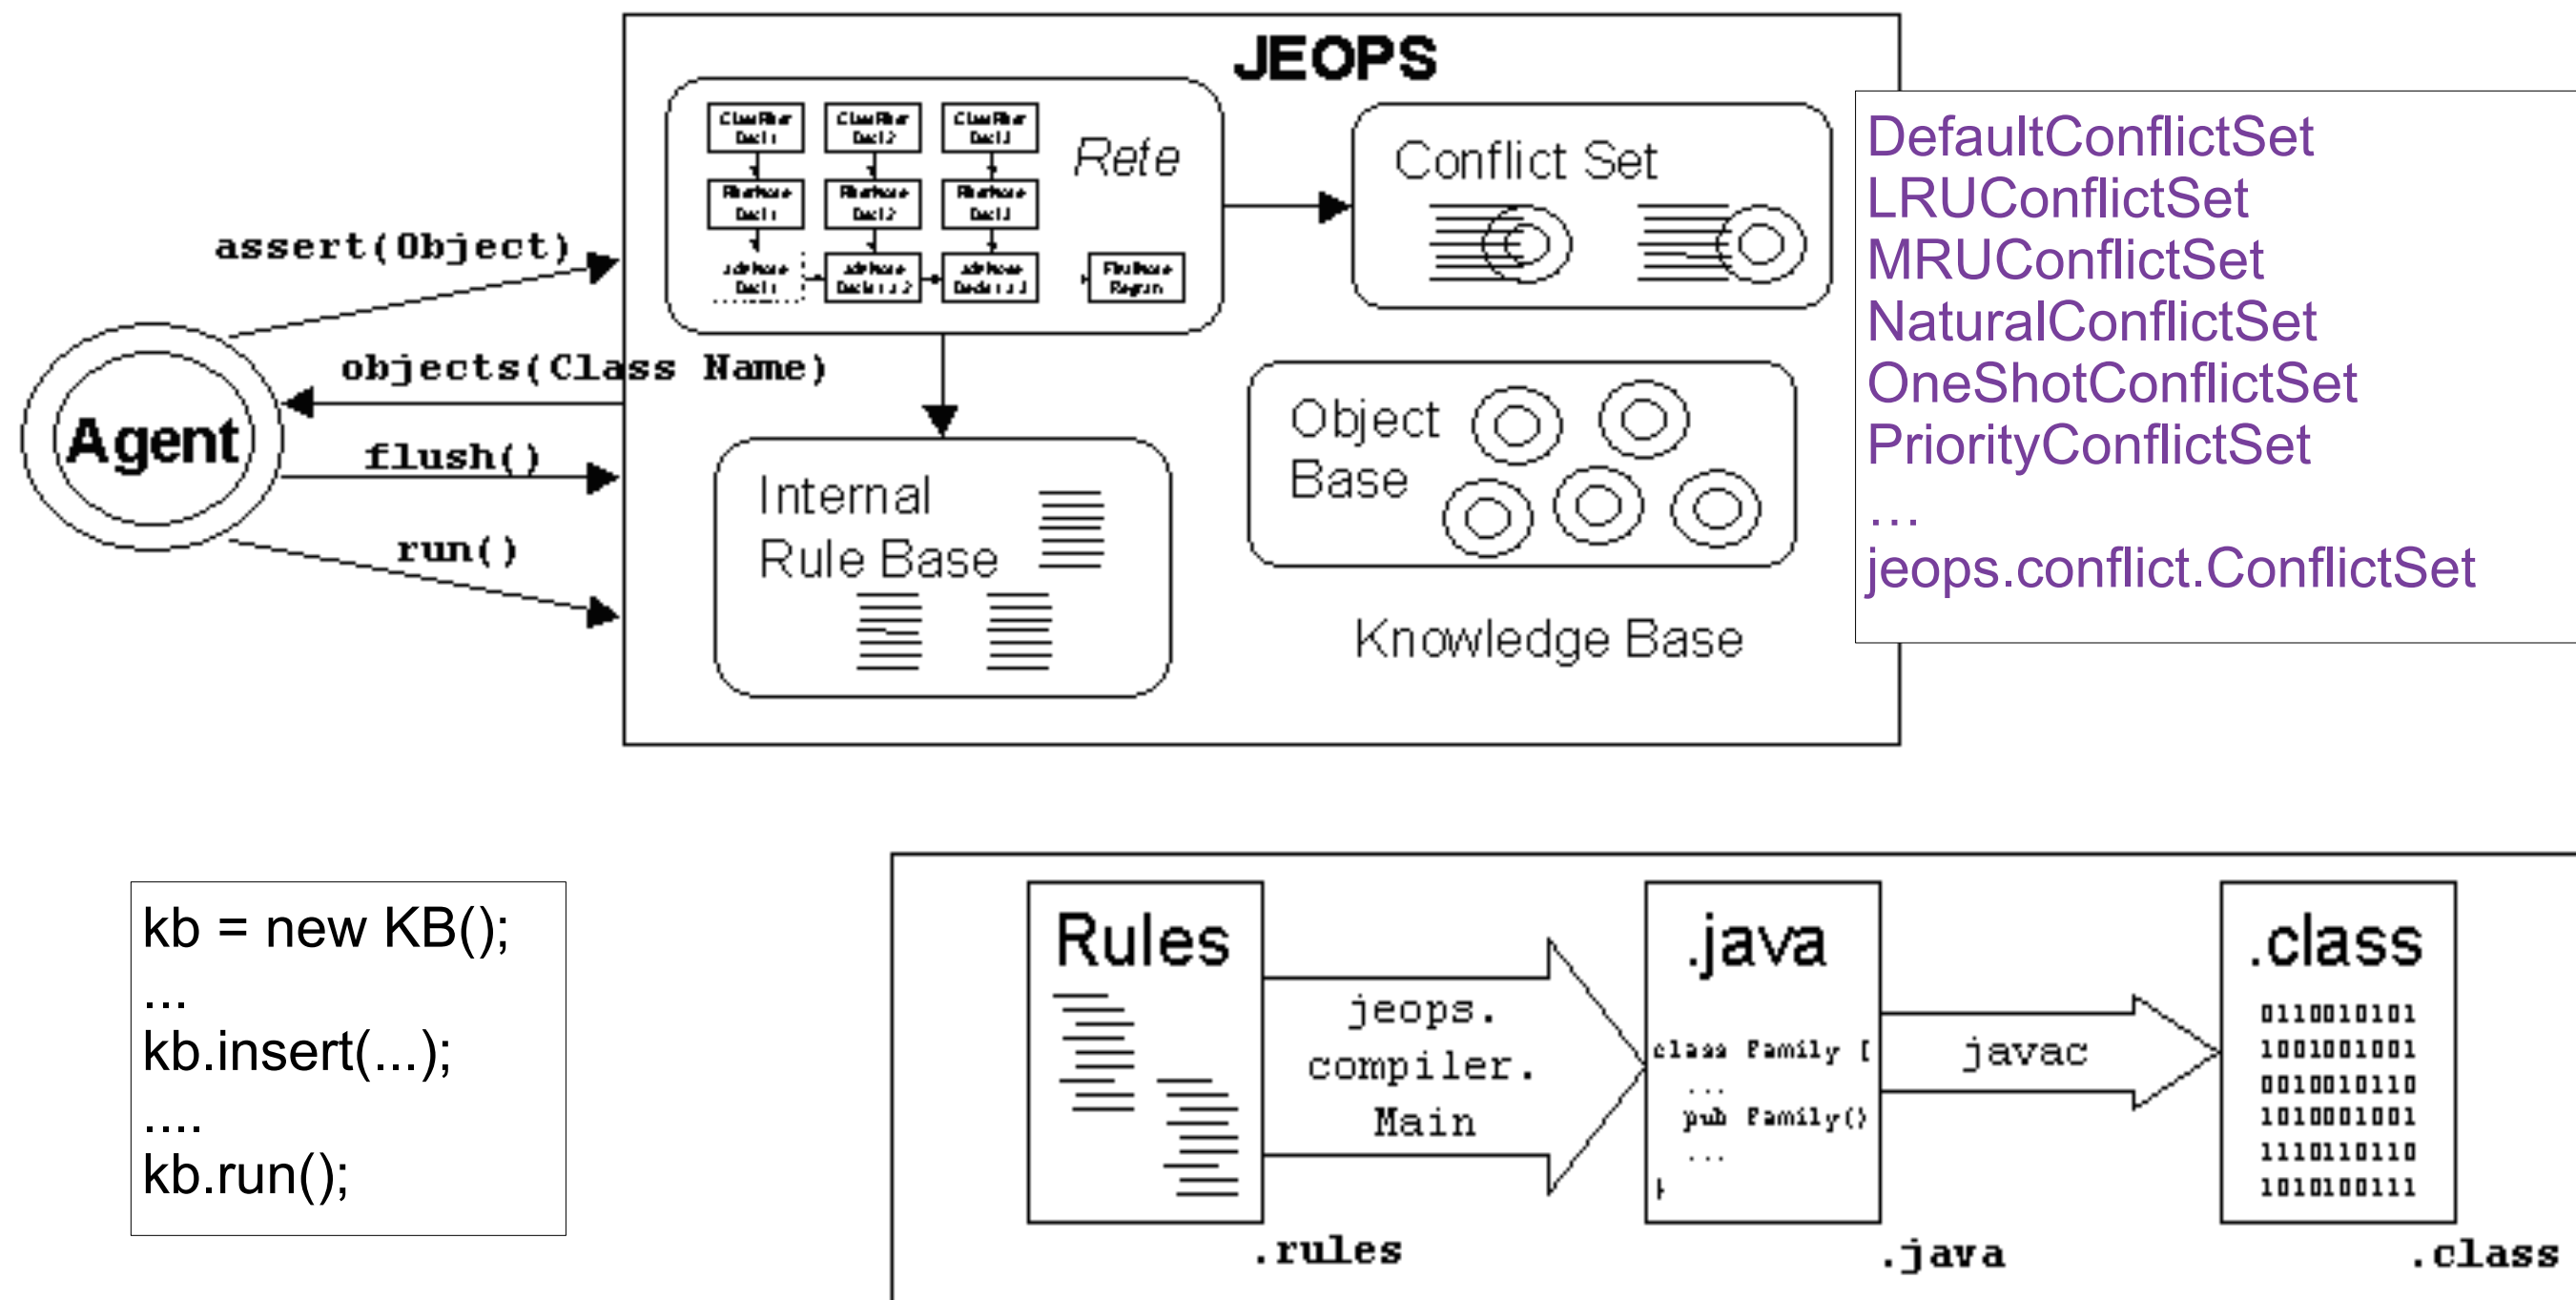 JEOPS
Rete
Conflict Set
DefaultConflictSet
LRUConflictSet
MRUConflictSet
NaturalConflictSet
OneShotConflictSet
PriorityConflictSet
...
jeops.conflict.ConflictSet
assert(Object)
objects(Class Name)
Agent
flush()
run()
Internal
Rule Base
Object
Base
Knowledge Base
kb = new KB();
...
kb.insert(...);
....
kb.run();
Rules
.rules
jeops.
compiler.
Main
.java
class Family {
...
pub Family()
...
}
.java
javac
.class
0110010101
1001001001
0010010110
1010001001
1110110110
1010100111
.class